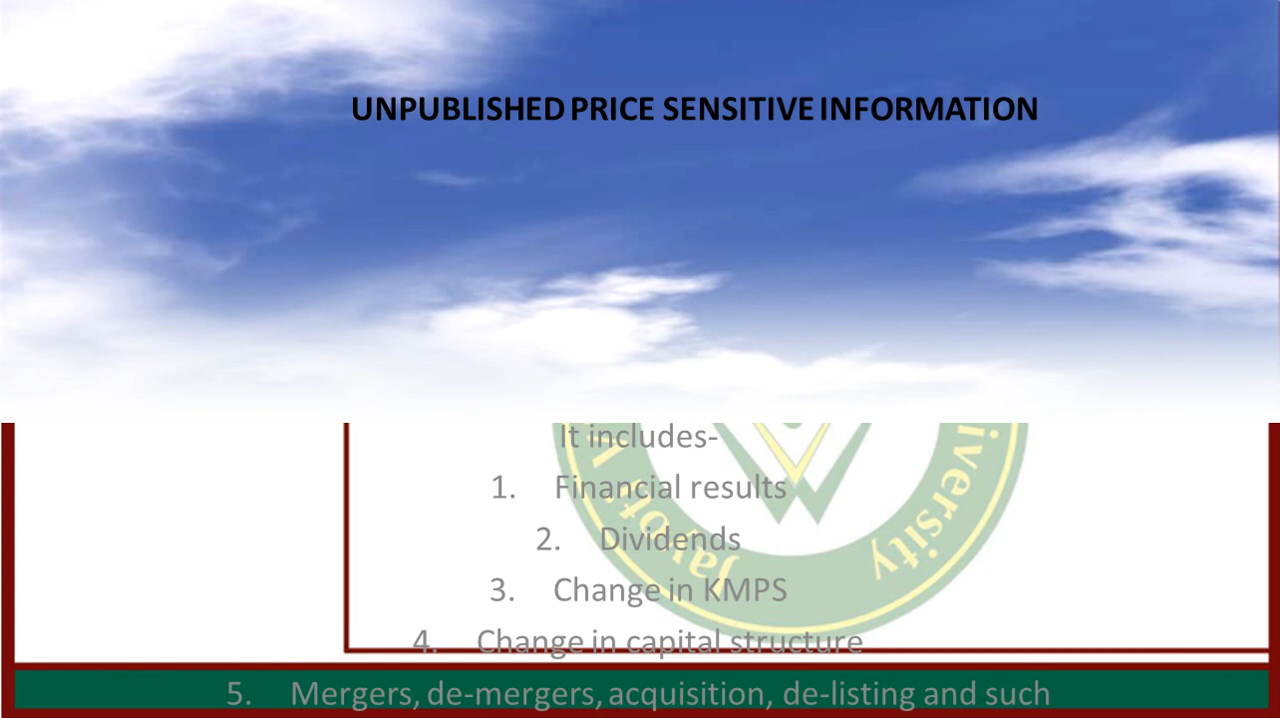 UNPUBLISHED PRICE SENSITIVE INFORMATION
It includes-
1. Financial results
2. Dividends
3. Change in KMPS
4. Change in capital structure
5. Mergers, de-mergers, acquisition, de-listing and such